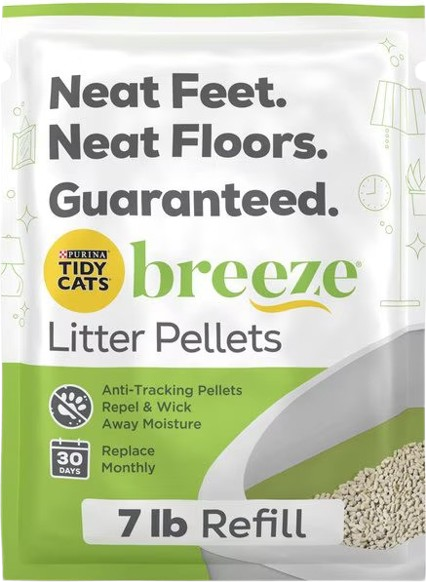 Neat Feet.
Neat Floors.
Guaranteed.
PURINA
TIDY
CATS
breeze®
Litter Pellets
Anti-Tracking Pellets
Repel & Wick
Away Moisture
30
DAYS
Replace
Monthly
7 lb Refill